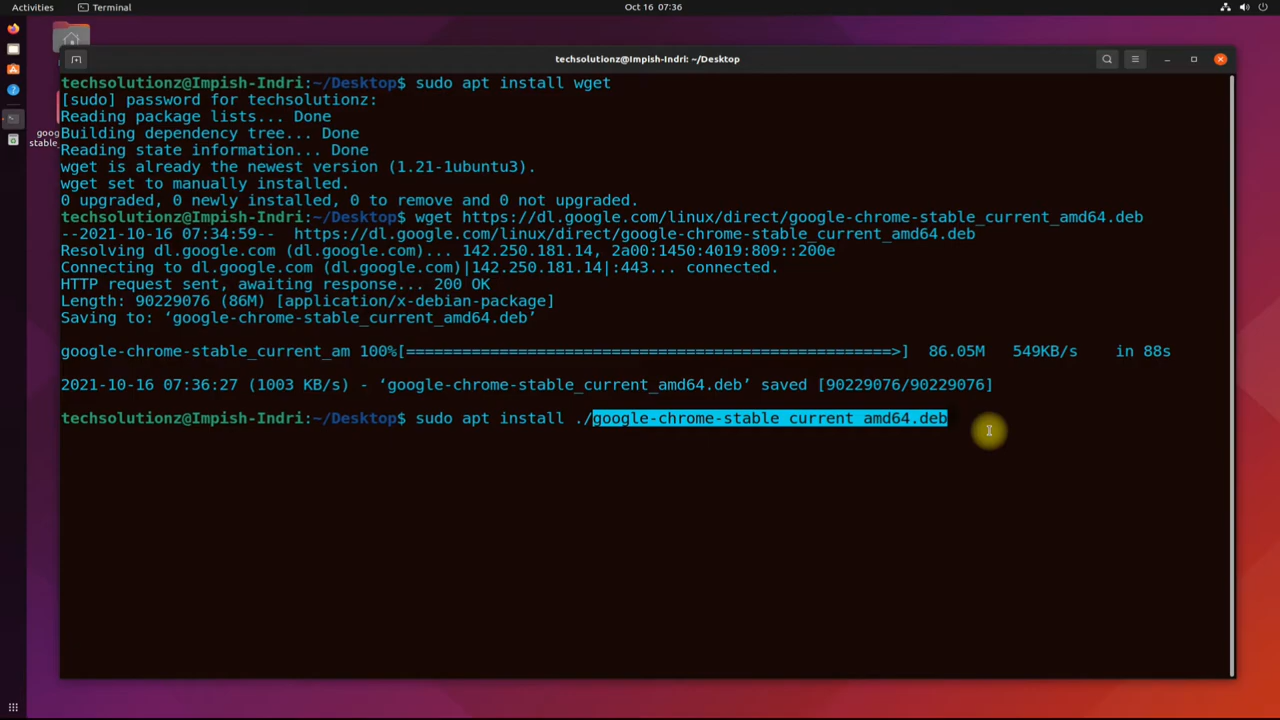 Activities
Terminal
Oct 16 07:36
techsolutionz@Impish-Indri: ~/Desktop
techsolutionz@Impish-Indri:~/Desktop$ sudo apt install wget
[sudo] password for techsolutionz:
Reading package lists... Done
Building dependency tree... Done
Reading state information... Done
wget is already the newest version (1.21-1ubuntu3).
wget set to manually installed.
0 upgraded, 0 newly installed, 0 to remove and 0 not upgraded.
techsolutionz@Impish-Indri:~/Desktop$ wget https://dl.google.com/linux/direct/google-chrome-stable_current_amd64.deb
--2021-10-16 07:34:59--  https://dl.google.com/linux/direct/google-chrome-stable_current_amd64.deb
Resolving dl.google.com (dl.google.com)... 142.250.181.14, 2a00:1450:4019:809::200e
Connecting to dl.google.com (dl.google.com)|142.250.181.14|:443... connected.
HTTP request sent, awaiting response... 200 OK
Length: 90229076 (86M) [application/x-debian-package]
Saving to: ‘google-chrome-stable_current_amd64.deb’
google-chrome-stable_current_am 100%[====================================================>]  86.05M   549KB/s    in 88s
2021-10-16 07:36:27 (1003 KB/s) - ‘google-chrome-stable_current_amd64.deb’ saved [90229076/90229076]
techsolutionz@Impish-Indri:~/Desktop$ sudo apt install ./google-chrome-stable_current_amd64.deb
goo
stable_